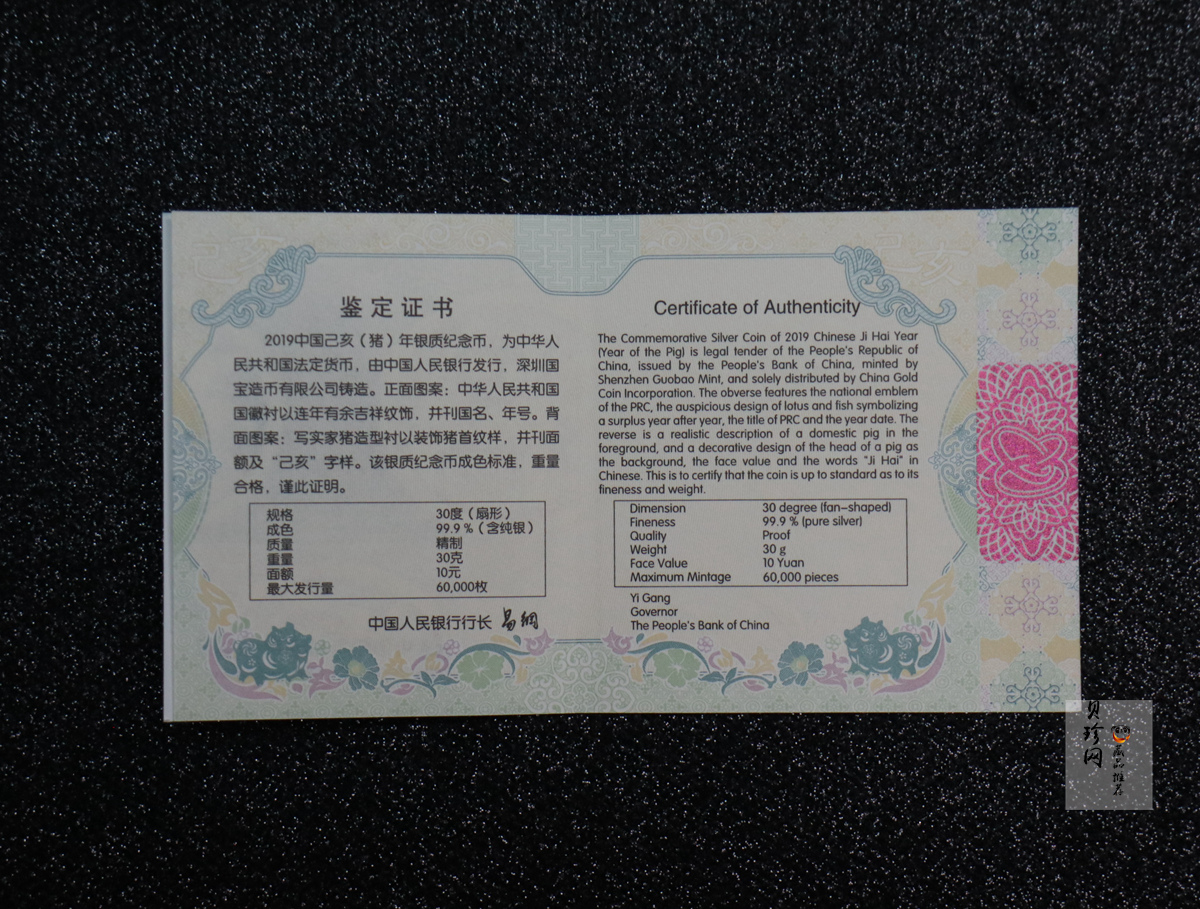 鉴定证书
2019中国己亥（猪）年银质纪念币，为中华人
民共和国法定货币，由中国人民银行发行，深圳国
宝造币有限公司铸造。正面图案：中华人民共和国
国徽衬以连年有余吉祥纹饰，并刊国名、年号。背
面图案：写实家猪造型衬以装饰猪首纹样，并刊面
额及“己亥”字样。该银质纪念币成色标准，重量
合格，谨此证明。
规格 30度（扇形）
成色 99.9％（含纯银）
质量 精制
重量 30克
面额 10元
最大发行量 60,000枚
中国人民银行行长 易纲
Certificate of Authenticity
The Commemorative Silver Coin of 2019 Chinese Ji Hai Year
(Year of the Pig) is legal tender of the People's Republic of
China, issued by the People's Bank of China, minted by
Shenzhen Guobao Mint, and solely distributed by China Gold
Coin Incorporation. The obverse features the national emblem
of the PRC, the auspicious design of lotus and fish symbolizing
a surplus year after year, the title of PRC and the year date. The
reverse is a realistic description of a domestic pig in the
foreground, and a decorative design of the head of a pig as
the background, the face value and the words "Ji Hai" in
Chinese. This is to certify that the coin is up to standard as to its
fineness and weight.
Dimension 30 degree (fan-shaped)
Fineness 99.9 % (pure silver)
Quality Proof
Weight 30 g
Face Value 10 Yuan
Maximum Mintage 60,000 pieces
Yi Gang
Governor
The People's Bank of China
己亥
己亥
贝珍网
藏品推荐